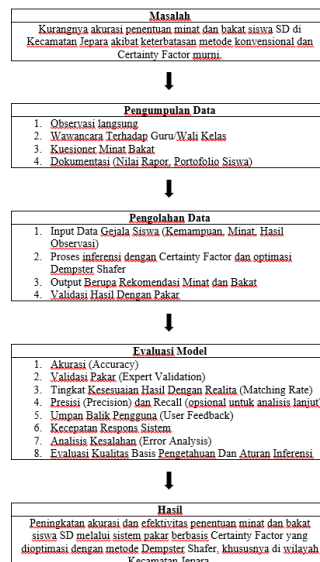 Masalah
Kurangnya akurasi penentuan minat dan bakat siswa SD di
Kecamatan Jepara akibat keterbatasan metode konvensional dan
Certainty Factor murni.
Pengumpulan Data
1. Observasi langsung
2. Wawancara Terhadap Guru/Wali Kelas
3. Kuesioner Minat Bakat
4. Dokumentasi (Nilai Rapor, Portofolio Siswa)
Pengolahan Data
1. Input Data Gejala Siswa (Kemampuan, Minat, Hasil
Observasi)
2. Proses inferensi dengan Certainty Factor dan optimasi
Dempster Shafer
3. Output Berupa Rekomendasi Minat dan Bakat
4. Validasi Hasil Dengan Pakar
Evaluasi Model
1. Akurasi (Accuracy)
2. Validasi Pakar (Expert Validation)
3. Tingkat Kesesuaian Hasil Dengan Realita (Matching Rate)
4. Presisi (Precision) dan Recall (opsional untuk analisis lanjut)
5. Umpan Balik Pengguna (User Feedback)
6. Kecepatan Respons Sistem
7. Analisis Kesalahan (Error Analysis)
8. Evaluasi Kualitas Basis Pengetahuan Dan Aturan Inferensi
Hasil
Peningkatan akurasi dan efektivitas penentuan minat dan bakat
siswa SD melalui sistem pakar berbasis Certainty Factor yang
dioptimasi dengan metode Dempster Shafer, khususnya di wilayah
Kecamatan Jepara